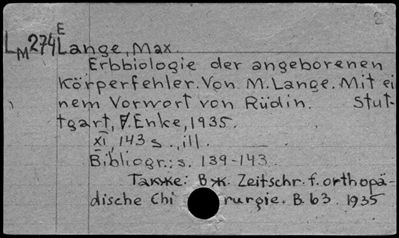 L_M 274 E Lange, Max.
Erbbiologie der angeborenen
Körperfehler. Von M. Lange. Mit ei
nem Vorwort von Rüdin. Stut-
tgart, F. Enke, 1935.
XI, 143 s., ill.
Bibliogr.: s. 139-143.
Также: В ж. Zeitschr. f. orthopä-
dische Chi rurgie. B. 63. 1935